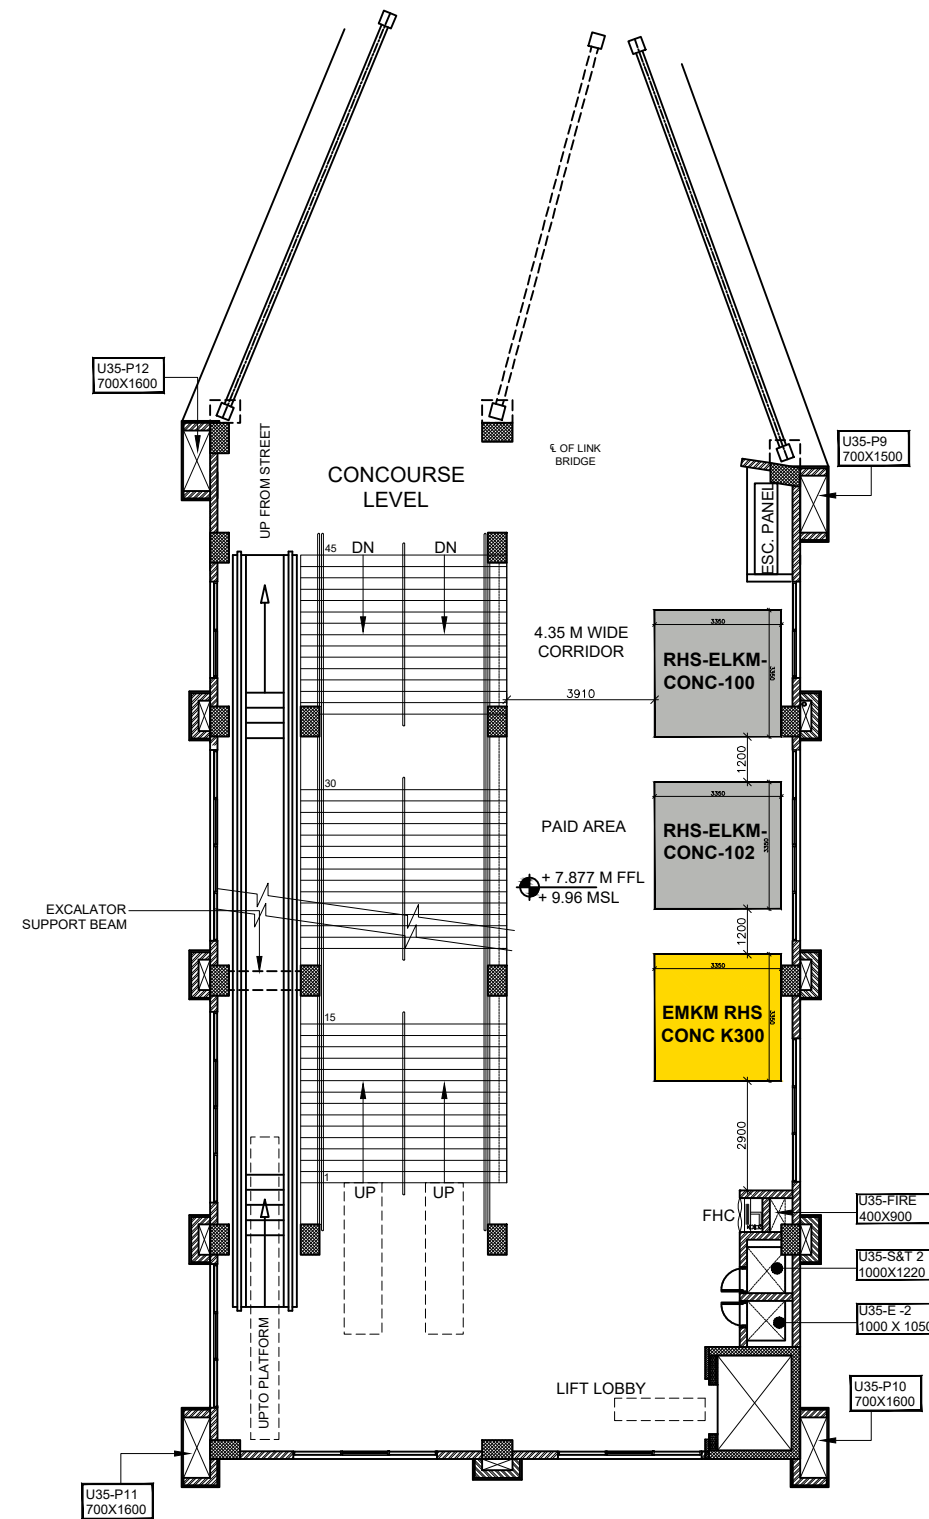 U35-P12
700X1600
UP FROM STREET
CONCOURSE
LEVEL
℄ OF LINK
BRIDGE
U35-P9
700X1500
ESC. PANEL
45
DN
DN
4.35 M WIDE
CORRIDOR
3350
RHS-ELKM-
CONC-100
3350
3910
1200
30
3350
RHS-ELKM-
CONC-102
3350
PAID AREA
+ 7.877 M FFL
+ 9.96 MSL
EXCALATOR
SUPPORT BEAM
1200
3350
EMKM RHS
CONC K300
3350
15
2900
1
UP
UP
FHC
U35-FIRE
400X900
U35-S&T 2
1000X1220
U35-E -2
1000 X 1050
UPTO PLATFORM
LIFT LOBBY
U35-P10
700X1600
U35-P11
700X1600